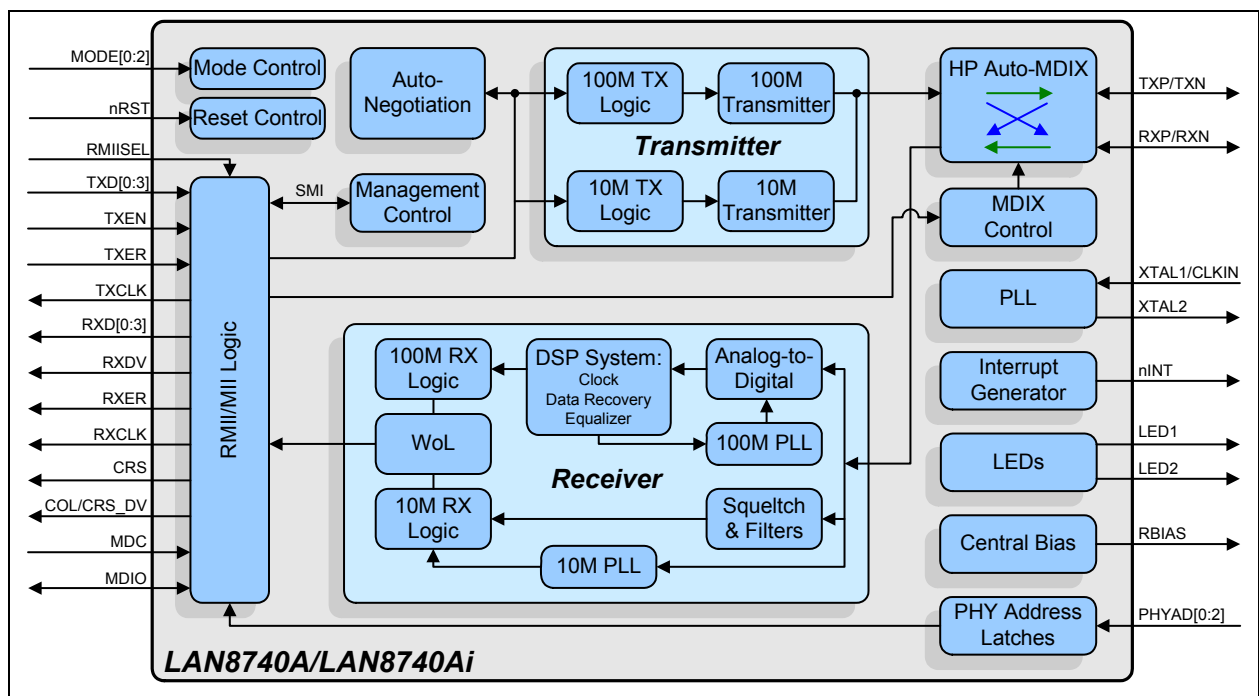 MODE[0:2]
nRST
RMIISEL
TXD[0:3]
TXEN
TXER
TXCLK
RXD[0:3]
RXDV
RXER
RXCLK
CRS
COL/CRS_DV
MDC
MDIO
Mode Control
Reset Control
RMII/MII Logic
SMI
Auto-
Negotiation
Management
Control
100M TX
Logic
100M
Transmitter
Transmitter
10M TX
Logic
10M
Transmitter
100M RX
Logic
DSP System:
Clock
Data Recovery
Equalizer
Analog-to-
Digital
100M PLL
WoL
Receiver
10M RX
Logic
Squeltch
& Filters
10M PLL
HP Auto-MDIX
MDIX
Control
PLL
Interrupt
Generator
LEDs
Central Bias
PHY Address
Latches
TXP/TXN
RXP/RXN
XTAL1/CLKIN
XTAL2
nINT
LED1
LED2
RBIAS
PHYAD[0:2]
LAN8740A/LAN8740Ai